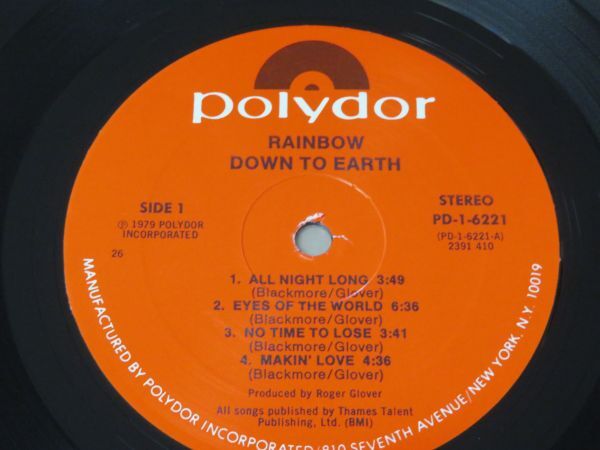 polydor
RAINBOW
DOWN TO EARTH
SIDE 1
℗ 1979 POLYDOR
INCORPORATED
26
STEREO
PD-1-6221
(PD-1-6221-A)
2391 410
1. ALL NIGHT LONG 3:49
(Blackmore/Glover)
2. EYES OF THE WORLD 6:36
(Blackmore/Glover)
3. NO TIME TO LOSE 3:41
(Blackmore/Glover)
4. MAKIN' LOVE 4:36
(Blackmore/Glover)
Produced by Roger Glover
All songs published by Thames Talent
Publishing, Ltd. (BMI)
MANUFACTURED BY POLYDOR INCORPORATED/810 SEVENTH AVENUE/NEW YORK. N.Y. 10019